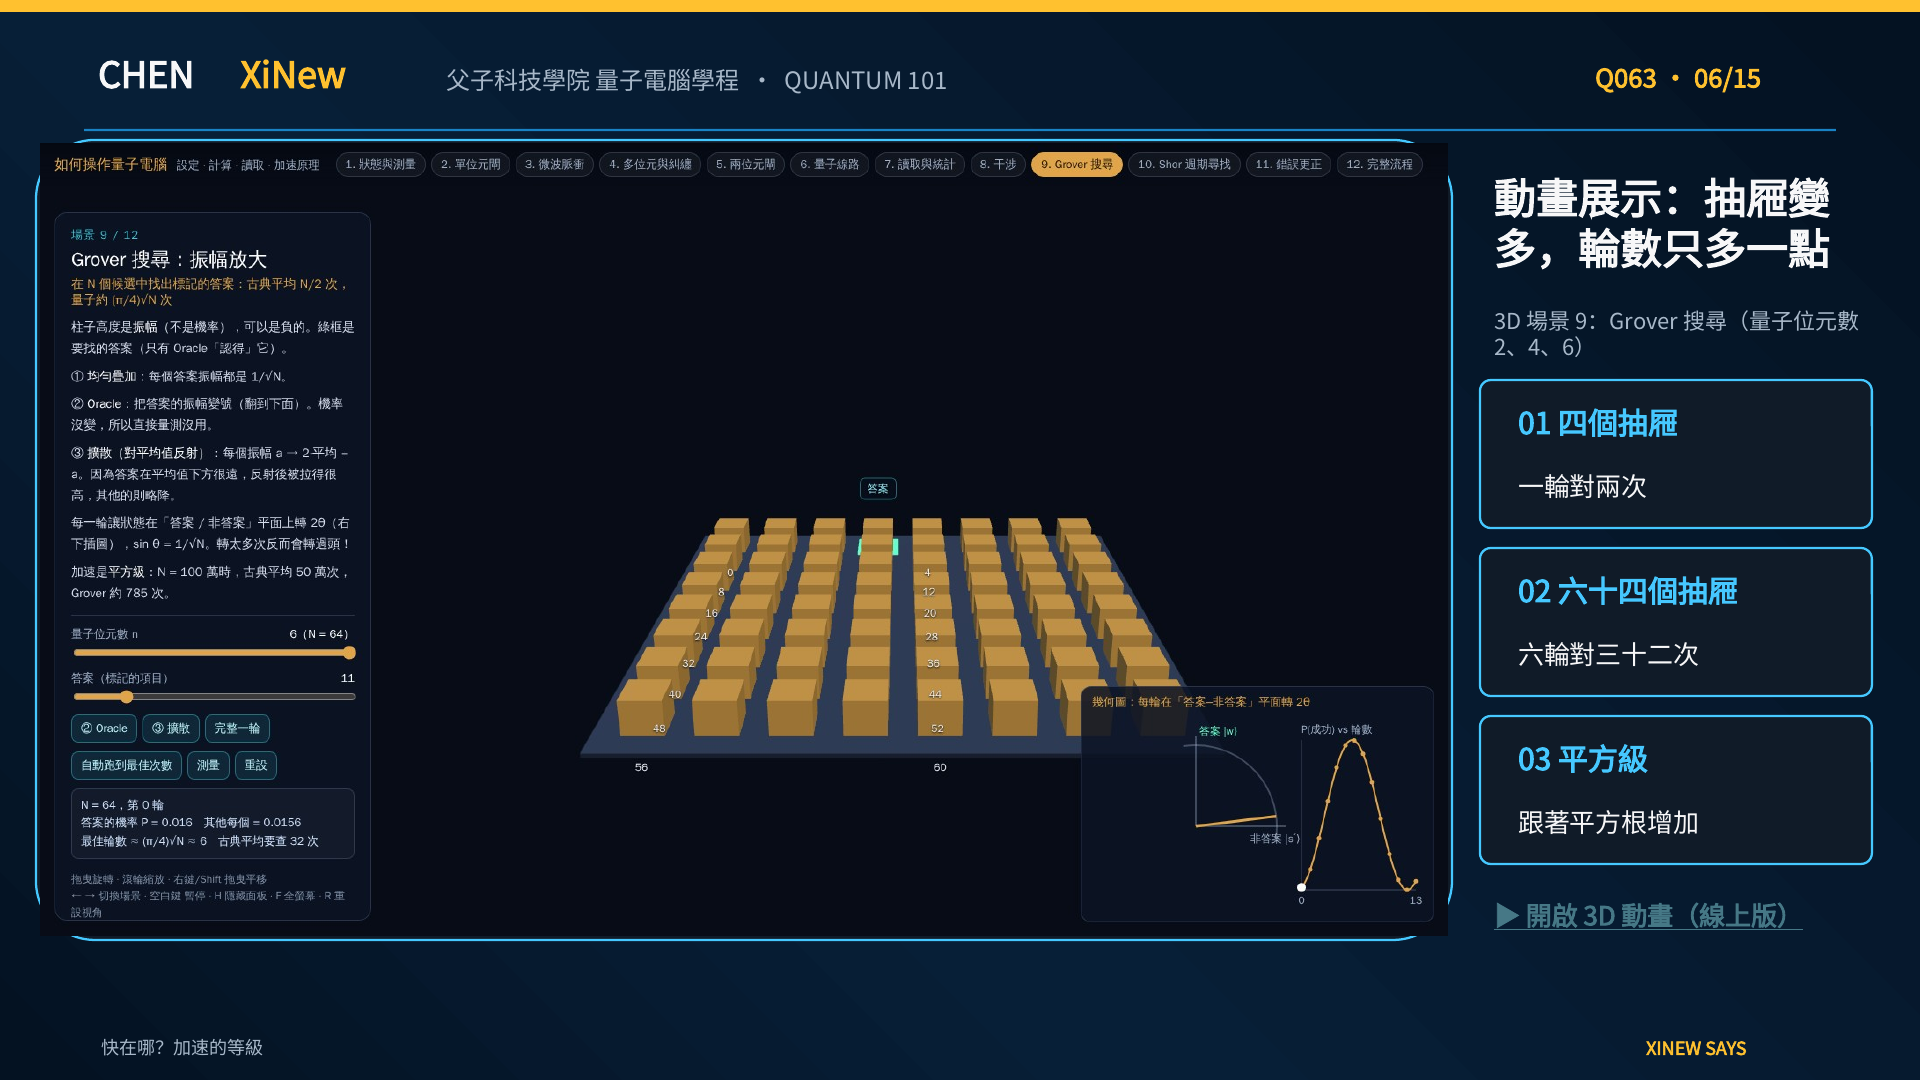 CHEN XiNew 父子科技學院 量子電腦學程 · QUANTUM 101 Q063 · 06/15
如何操作量子電腦 設定 · 計算 · 讀取 · 加速原理
1. 狀態與測量 2. 單位元閘 3. 微波脈衝 4. 多位元與糾纏 5. 兩位元閘 6. 量子線路 7. 讀取與統計 8. 干涉 9. Grover 搜尋 10. Shor 週期尋找 11. 錯誤更正 12. 完整流程
場景 9 / 12
Grover 搜尋：振幅放大
在 N 個候選中找出標記的答案：古典平均 N/2 次，
量子約 (π/4)√N 次
柱子高度是振幅（不是機率），可以是負的。綠框是
要找的答案（只有 Oracle「認得」它）。
① 均勻疊加：每個答案振幅都是 1/√N。
② Oracle：把答案的振幅變號（翻到下面）。機率
沒變，所以直接量測沒用。
③ 擴散（對平均值反射）：每個振幅 a → 2·平均 −
a。因為答案在平均值下方很遠，反射後被拉得很
高，其他的則略降。
每一輪讓狀態在「答案 / 非答案」平面上轉 2θ（右
下插圖），sin θ = 1/√N。轉太多次反而會轉過頭！
加速是平方級：N = 100 萬時，古典平均 50 萬次，
Grover 約 785 次。
量子位元數 n 6（N = 64）
答案（標記的項目） 11
② Oracle ③ 擴散 完整一輪
自動跑到最佳次數 測量 重設
N = 64，第 0 輪
答案的機率 P = 0.016 其他每個 = 0.0156
最佳輪數 ≈ (π/4)√N ≈ 6 古典平均要查 32 次
拖曳旋轉 · 滾輪縮放 · 右鍵/Shift 拖曳平移
← → 切換場景 · 空白鍵 暫停 · H 隱藏面板 · F 全螢幕 · R 重
設視角
答案
0 4
8 12
16 20
24 28
32 36
40 44
48 52
56 60
幾何圖：每輪在「答案–非答案」平面轉 2θ
答案 |w⟩
非答案 |s'⟩
P(成功) vs 輪數
0 13
動畫展示：抽屜變
多，輪數只多一點
3D 場景 9：Grover 搜尋（量子位元數
2、4、6）
01 四個抽屜
一輪對兩次
02 六十四個抽屜
六輪對三十二次
03 平方級
跟著平方根增加
▶ 開啟 3D 動畫（線上版）
快在哪？加速的等級
XINEW SAYS